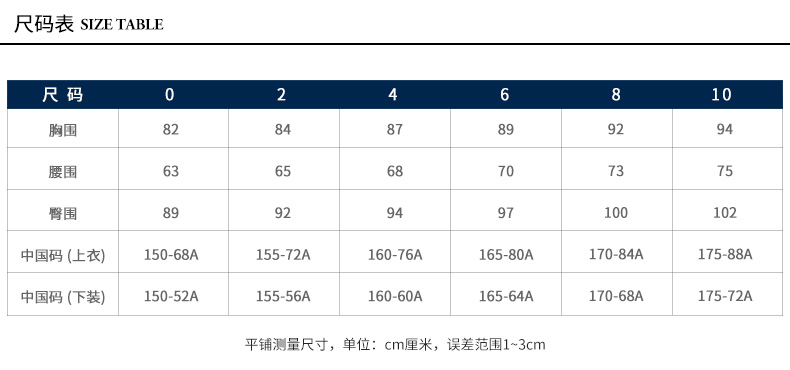 尺码表 SIZE TABLE
尺 码 0 2 4 6 8 10
胸围 82 84 87 89 92 94
腰围 63 65 68 70 73 75
臀围 89 92 94 97 100 102
中国码 (上衣) 150-68A 155-72A 160-76A 165-80A 170-84A 175-88A
中国码 (下装) 150-52A 155-56A 160-60A 165-64A 170-68A 175-72A
平铺测量尺寸，单位：cm厘米，误差范围1~3cm